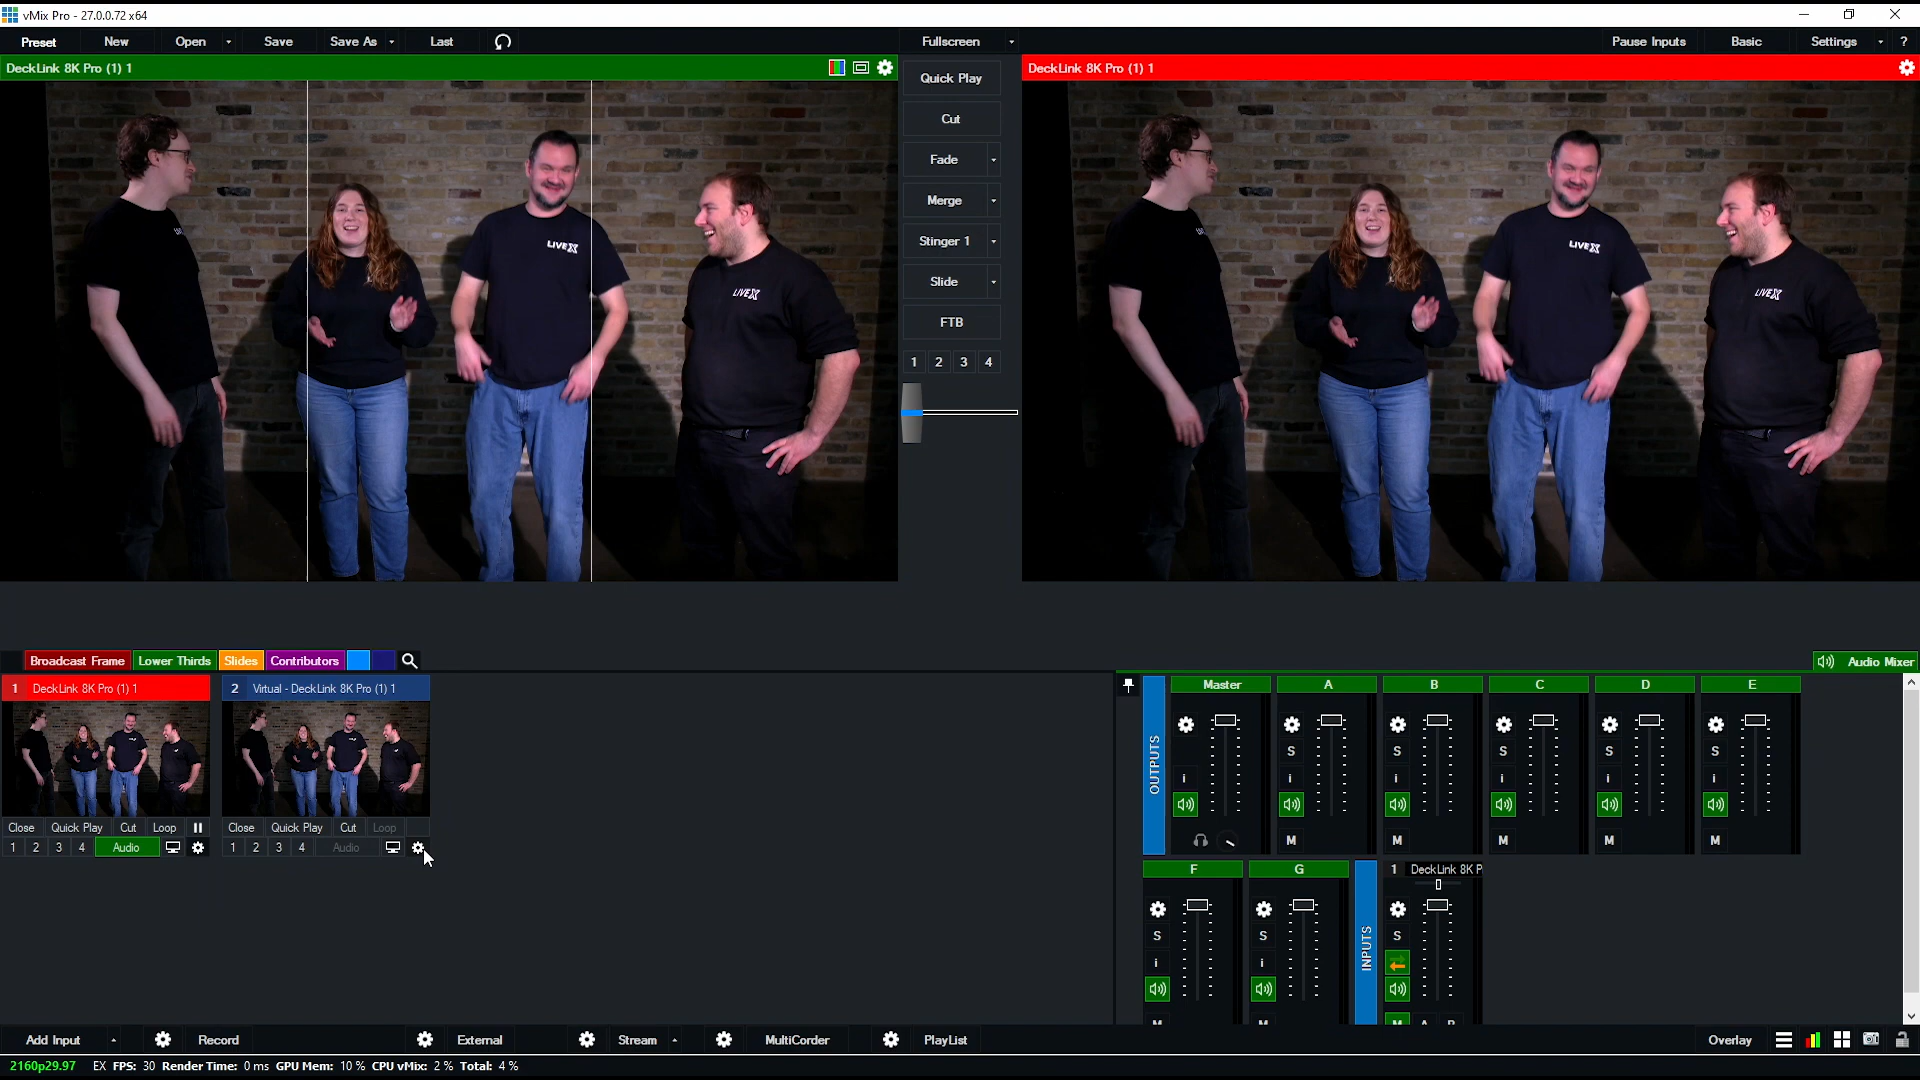 vMix Pro - 27.0.0.72 x64
Preset New Open Save Save As Last Fullscreen Pause Inputs Basic Settings ?
DeckLink 8K Pro (1) 1
Quick Play
Cut
Fade
Merge
Stinger 1
Slide
FTB
1 2 3 4
DeckLink 8K Pro (1) 1
LIVEX
LIVEX
LIVEX
LIVEX
Broadcast Frame Lower Thirds Slides Contributors
Audio Mixer
1 DeckLink 8K Pro (1) 1
Close Quick Play Cut Loop
1 2 3 4 Audio
2 Virtual - DeckLink 8K Pro (1) 1
Close Quick Play Cut Loop
1 2 3 4 Audio
OUTPUTS
Master A B C D E
S S S S S
i i i i i i
M M M M M
F G
INPUTS
1 DeckLink 8K P
S S S
i i
M M M A B
Add Input Record External Stream MultiCorder PlayList Overlay
2160p29.97 EX FPS: 30 Render Time: 0 ms GPU Mem: 10 % CPU vMix: 2 % Total: 4 %